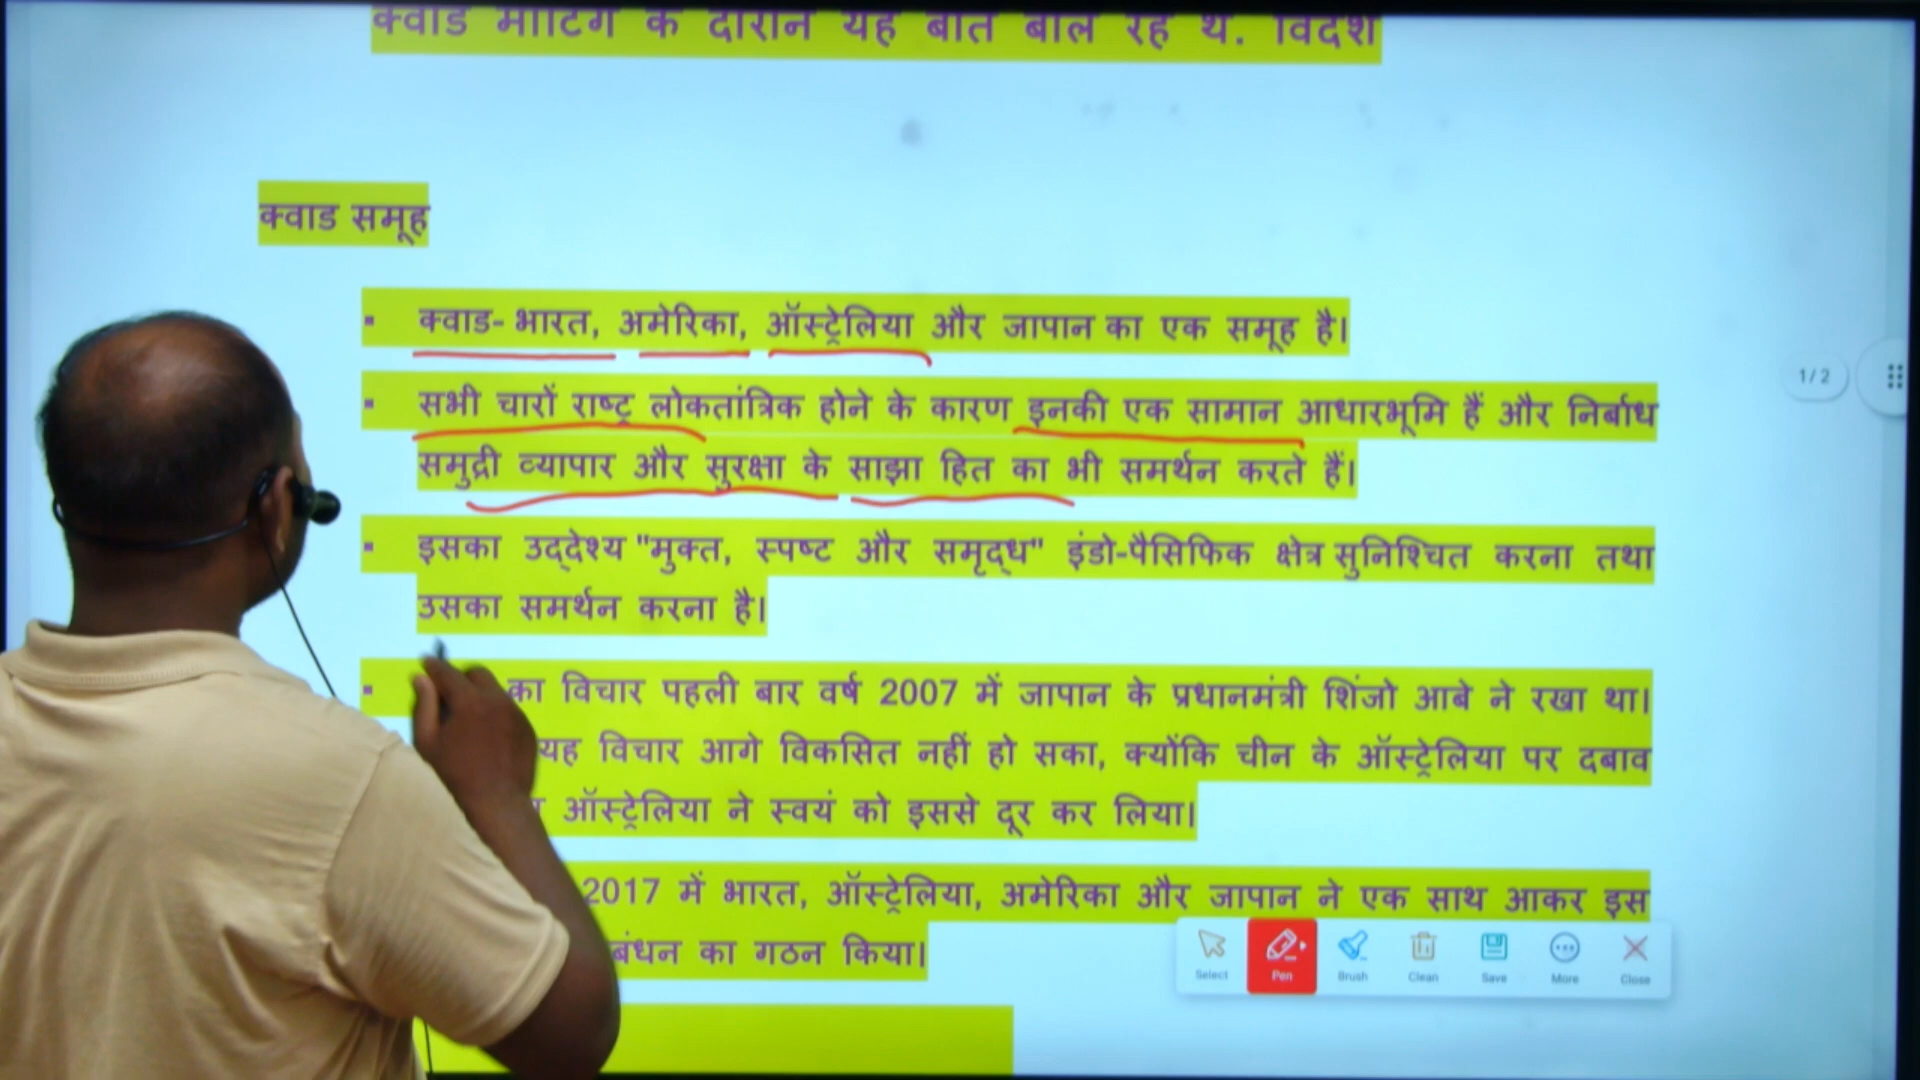 क्वाड मीटिंग के दौरान यह बात बोल रहे थे. विदेश
क्वाड समूह
▪ क्वाड- भारत, अमेरिका, ऑस्ट्रेलिया और जापान का एक समूह है।
▪ सभी चारों राष्ट्र लोकतांत्रिक होने के कारण इनकी एक सामान आधारभूमि हैं और निर्बाध
समुद्री व्यापार और सुरक्षा के साझा हित का भी समर्थन करते हैं।
▪ इसका उद्देश्य "मुक्त, स्पष्ट और समृद्ध" इंडो-पैसिफिक क्षेत्र सुनिश्चित करना तथा
उसका समर्थन करना है।
▪ का विचार पहली बार वर्ष 2007 में जापान के प्रधानमंत्री शिंजो आबे ने रखा था।
यह विचार आगे विकसित नहीं हो सका, क्योंकि चीन के ऑस्ट्रेलिया पर दबाव
ऑस्ट्रेलिया ने स्वयं को इससे दूर कर लिया।
2017 में भारत, ऑस्ट्रेलिया, अमेरिका और जापान ने एक साथ आकर इस
का गठन किया।
1/2
Select Pen Brush Clean Save More Close